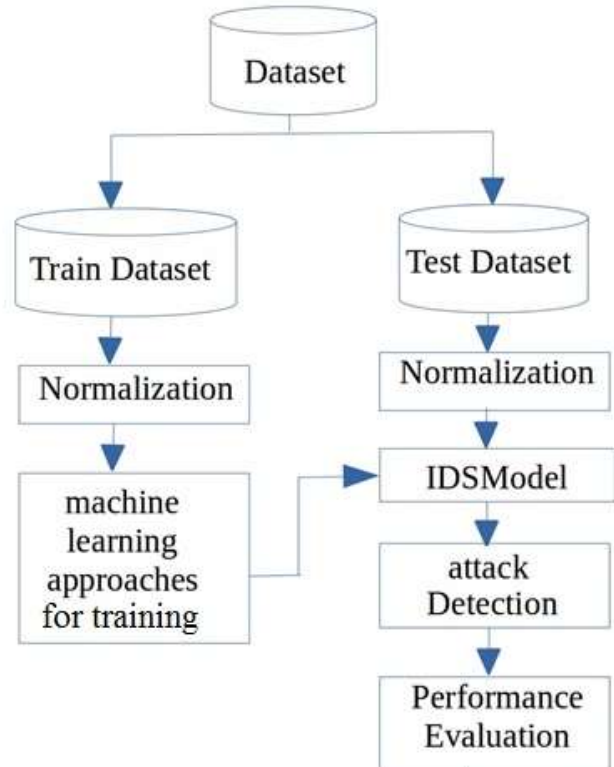 Dataset
Train Dataset
Test Dataset
Normalization
Normalization
machine
learning
approaches
for training
IDSModel
attack
Detection
Performance
Evaluation